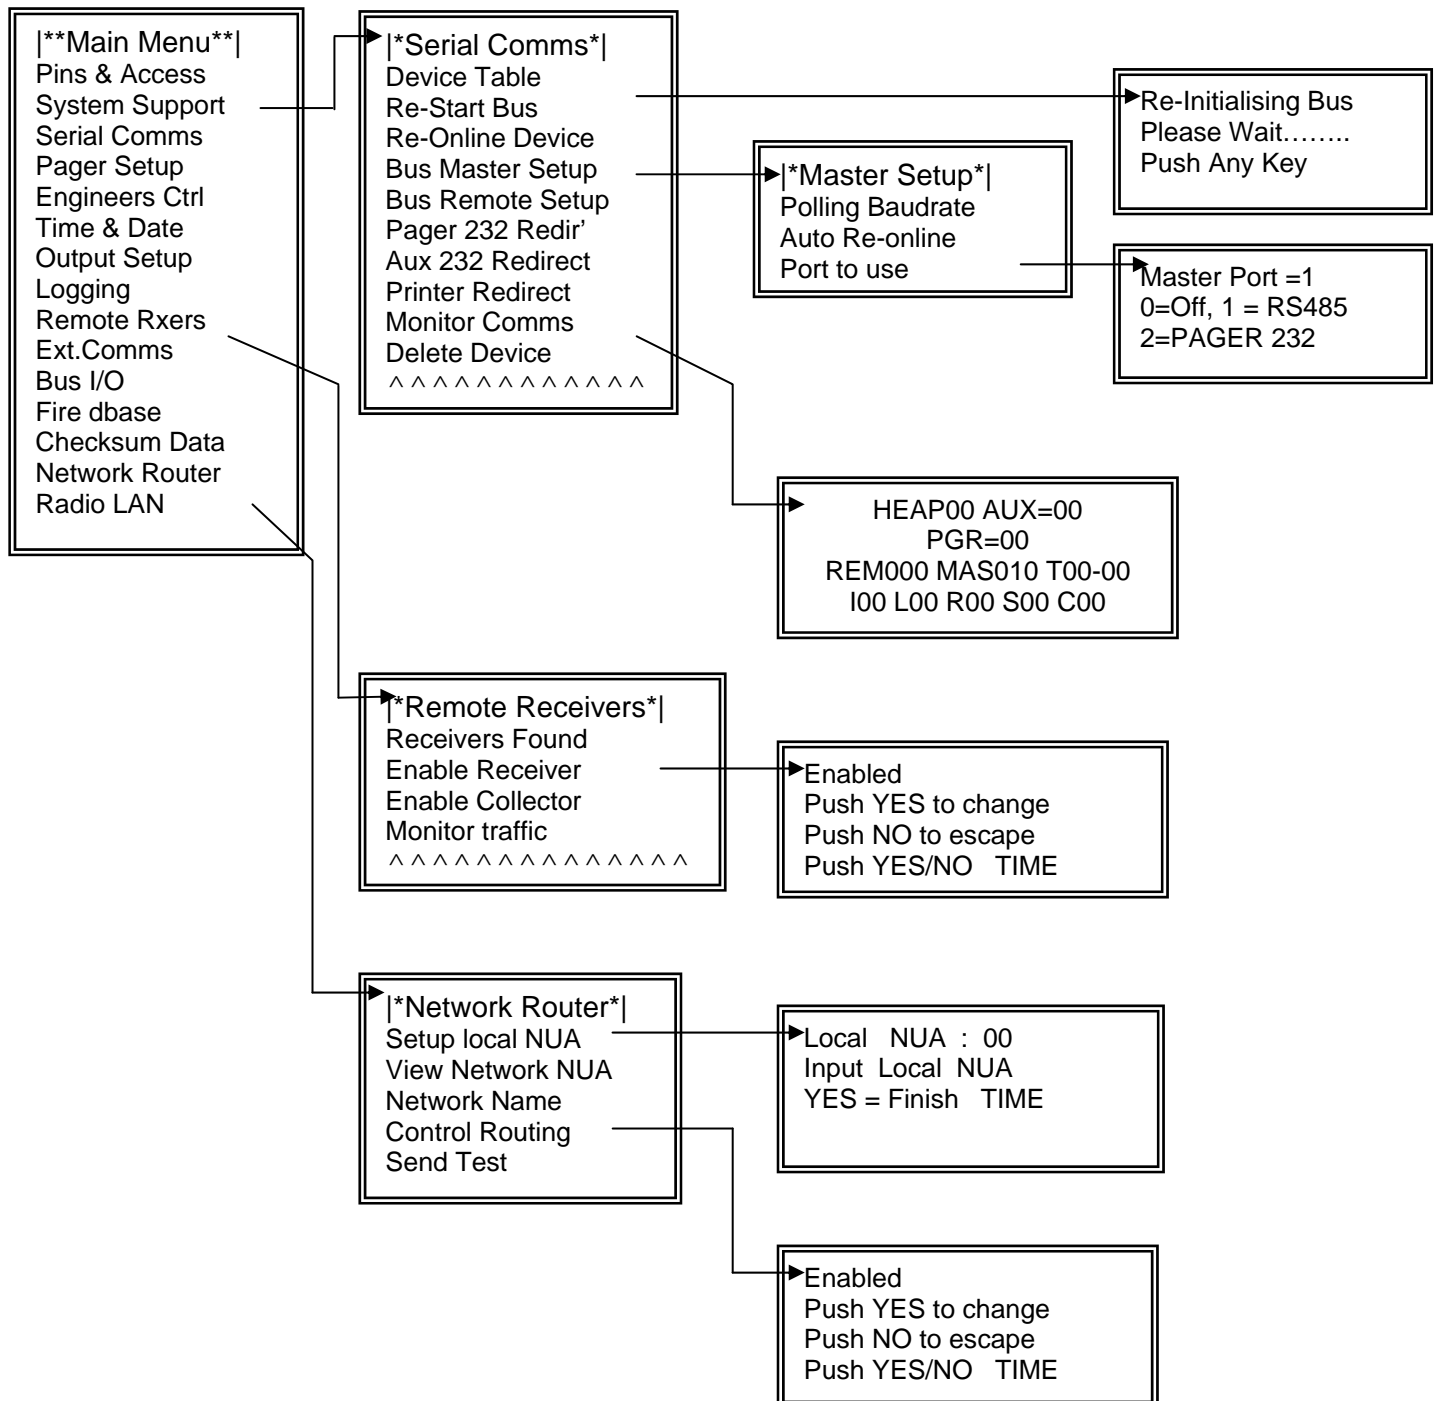 |**Main Menu**|
Pins & Access
System Support
Serial Comms
Pager Setup
Engineers Ctrl
Time & Date
Output Setup
Logging
Remote Rxers
Ext.Comms
Bus I/O
Fire dbase
Checksum Data
Network Router
Radio LAN
|*Serial Comms*|
Device Table
Re-Start Bus
Re-Online Device
Bus Master Setup
Bus Remote Setup
Pager 232 Redir'
Aux 232 Redirect
Printer Redirect
Monitor Comms
Delete Device
^^^^^^^^^^^^
|*Master Setup*|
Polling Baudrate
Auto Re-online
Port to use
Re-Initialising Bus
Please Wait……..
Push Any Key
Master Port =1
0=Off, 1 = RS485
2=PAGER 232
HEAP00 AUX=00
PGR=00
REM000 MAS010 T00-00
I00 L00 R00 S00 C00
|*Remote Receivers*|
Receivers Found
Enable Receiver
Enable Collector
Monitor traffic
^^^^^^^^^^^^^^
Enabled
Push YES to change
Push NO to escape
Push YES/NO TIME
|*Network Router*|
Setup local NUA
View Network NUA
Network Name
Control Routing
Send Test
Local NUA : 00
Input Local NUA
YES = Finish TIME
Enabled
Push YES to change
Push NO to escape
Push YES/NO TIME